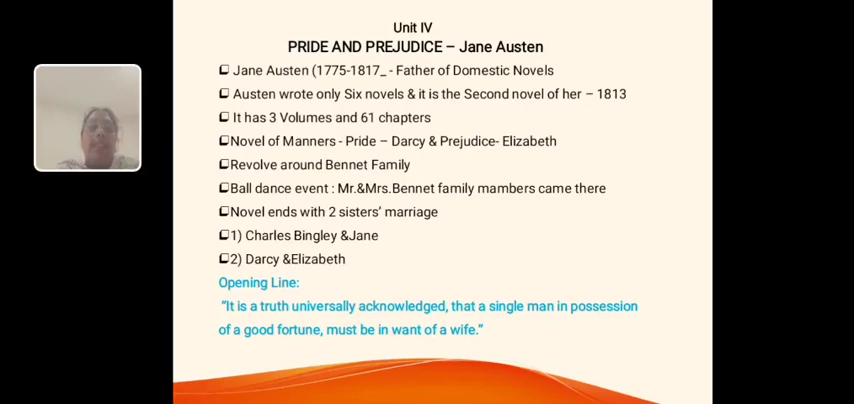 Unit IV
PRIDE AND PREJUDICE – Jane Austen
❑ Jane Austen (1775-1817_ - Father of Domestic Novels
❑ Austen wrote only Six novels & it is the Second novel of her – 1813
❑ It has 3 Volumes and 61 chapters
❑Novel of Manners - Pride – Darcy & Prejudice- Elizabeth
❑Revolve around Bennet Family
❑Ball dance event : Mr.&Mrs.Bennet family mambers came there
❑Novel ends with 2 sisters’ marriage
❑1) Charles Bingley &Jane
❑2) Darcy &Elizabeth
Opening Line:
“It is a truth universally acknowledged, that a single man in possession
of a good fortune, must be in want of a wife.”